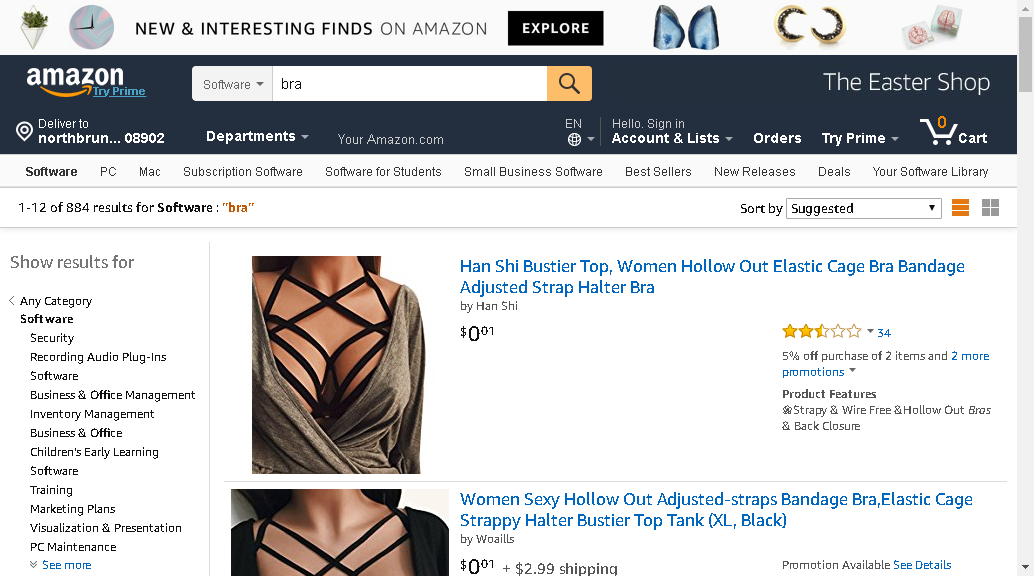 NEW & INTERESTING FINDS ON AMAZON EXPLORE
amazon
Try Prime
Software
bra
The Easter Shop
Deliver to
northbrun... 08902
Departments
Your Amazon.com
EN
Hello. Sign in
Account & Lists
Orders
Try Prime
0
Cart
Software PC Mac Subscription Software Software for Students Small Business Software Best Sellers New Releases Deals Your Software Library
1-12 of 884 results for Software : "bra"
Sort by Suggested
Show results for
Any Category
Software
Security
Recording Audio Plug-Ins
Software
Business & Office Management
Inventory Management
Business & Office
Children's Early Learning
Software
Training
Marketing Plans
Visualization & Presentation
PC Maintenance
See more
Han Shi Bustier Top, Women Hollow Out Elastic Cage Bra Bandage
Adjusted Strap Halter Bra
by Han Shi
$0.01
34
5% off purchase of 2 items and 2 more
promotions
Product Features
❀Strapy & Wire Free &Hollow Out Bras
& Back Closure
Women Sexy Hollow Out Adjusted-straps Bandage Bra,Elastic Cage
Strappy Halter Bustier Top Tank (XL, Black)
by Woaills
$0.01 + $2.99 shipping
Promotion Available See Details